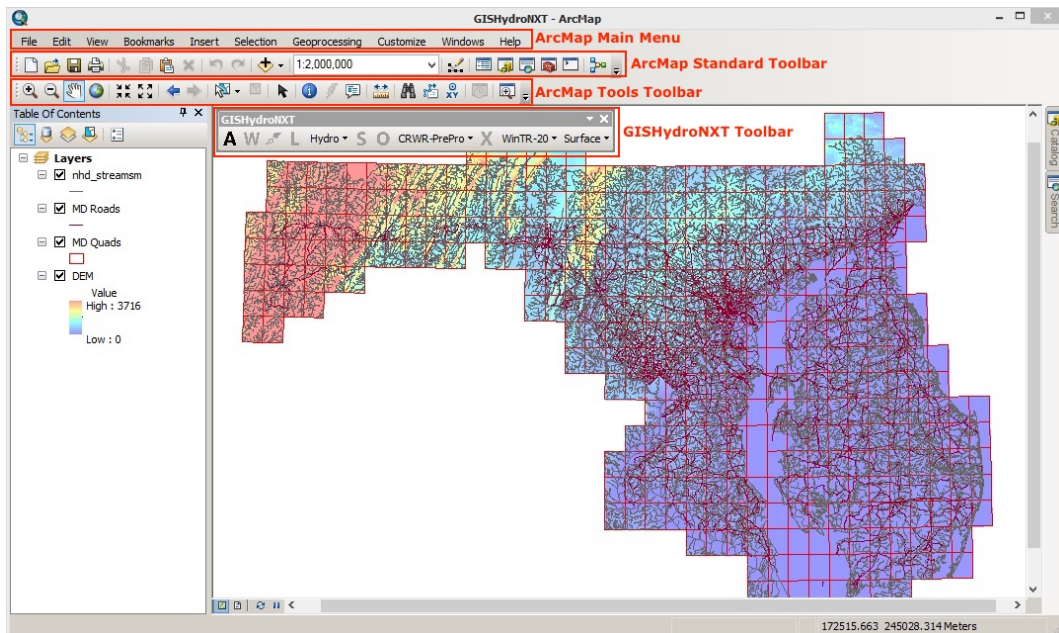 GISHydroNXT - ArcMap
File Edit View Bookmarks Insert Selection Geoprocessing Customize Windows Help
ArcMap Main Menu
1:2,000,000
ArcMap Standard Toolbar
ArcMap Tools Toolbar
Table Of Contents
GISHydroNXT
A W L Hydro S O CRWR-PrePro X WinTR-20 Surface
GISHydroNXT Toolbar
Layers
nhd_streamsm
MD Roads
MD Quads
DEM
Value
High : 3716
Low : 0
Catalog
Search
172515.663 245028.314 Meters